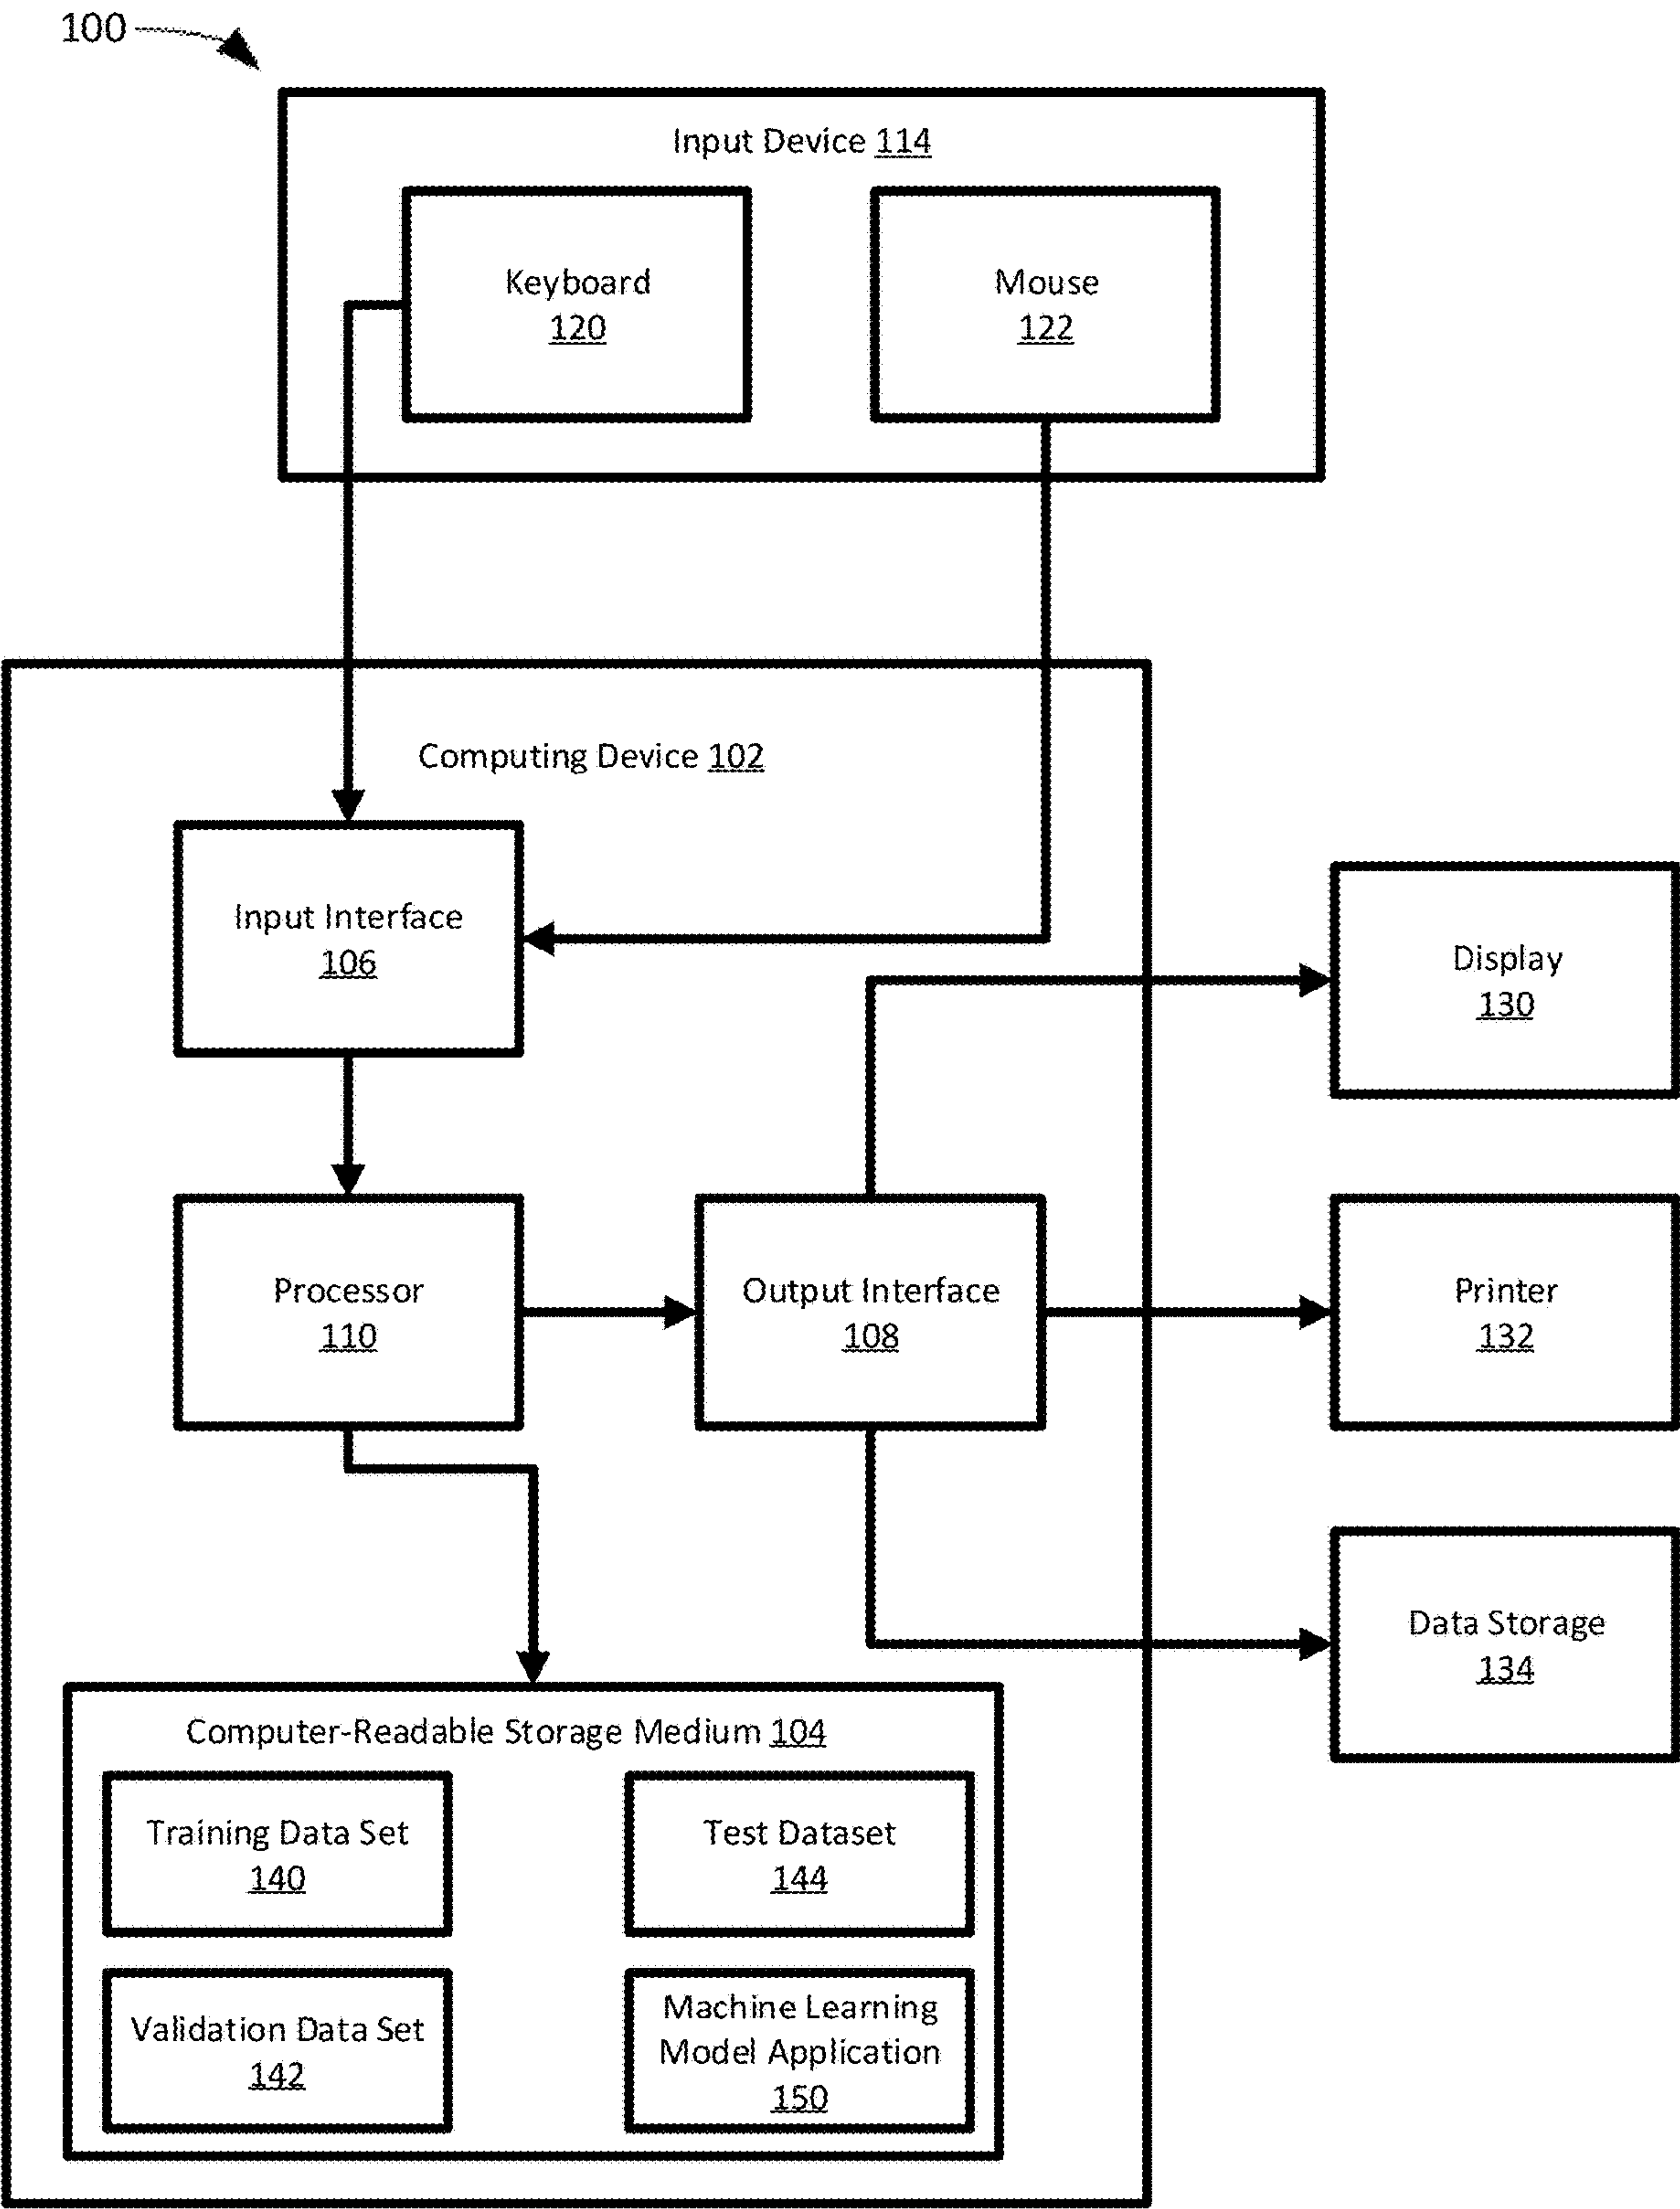 100
Input Device 114
Keyboard
120
Mouse
122
Computing Device 102
Input Interface
106
Display
130
Processor
110
Output Interface
108
Printer
132
Data Storage
134
Computer-Readable Storage Medium 104
Training Data Set
140
Test Dataset
144
Validation Data Set
142
Machine Learning
Model Application
150